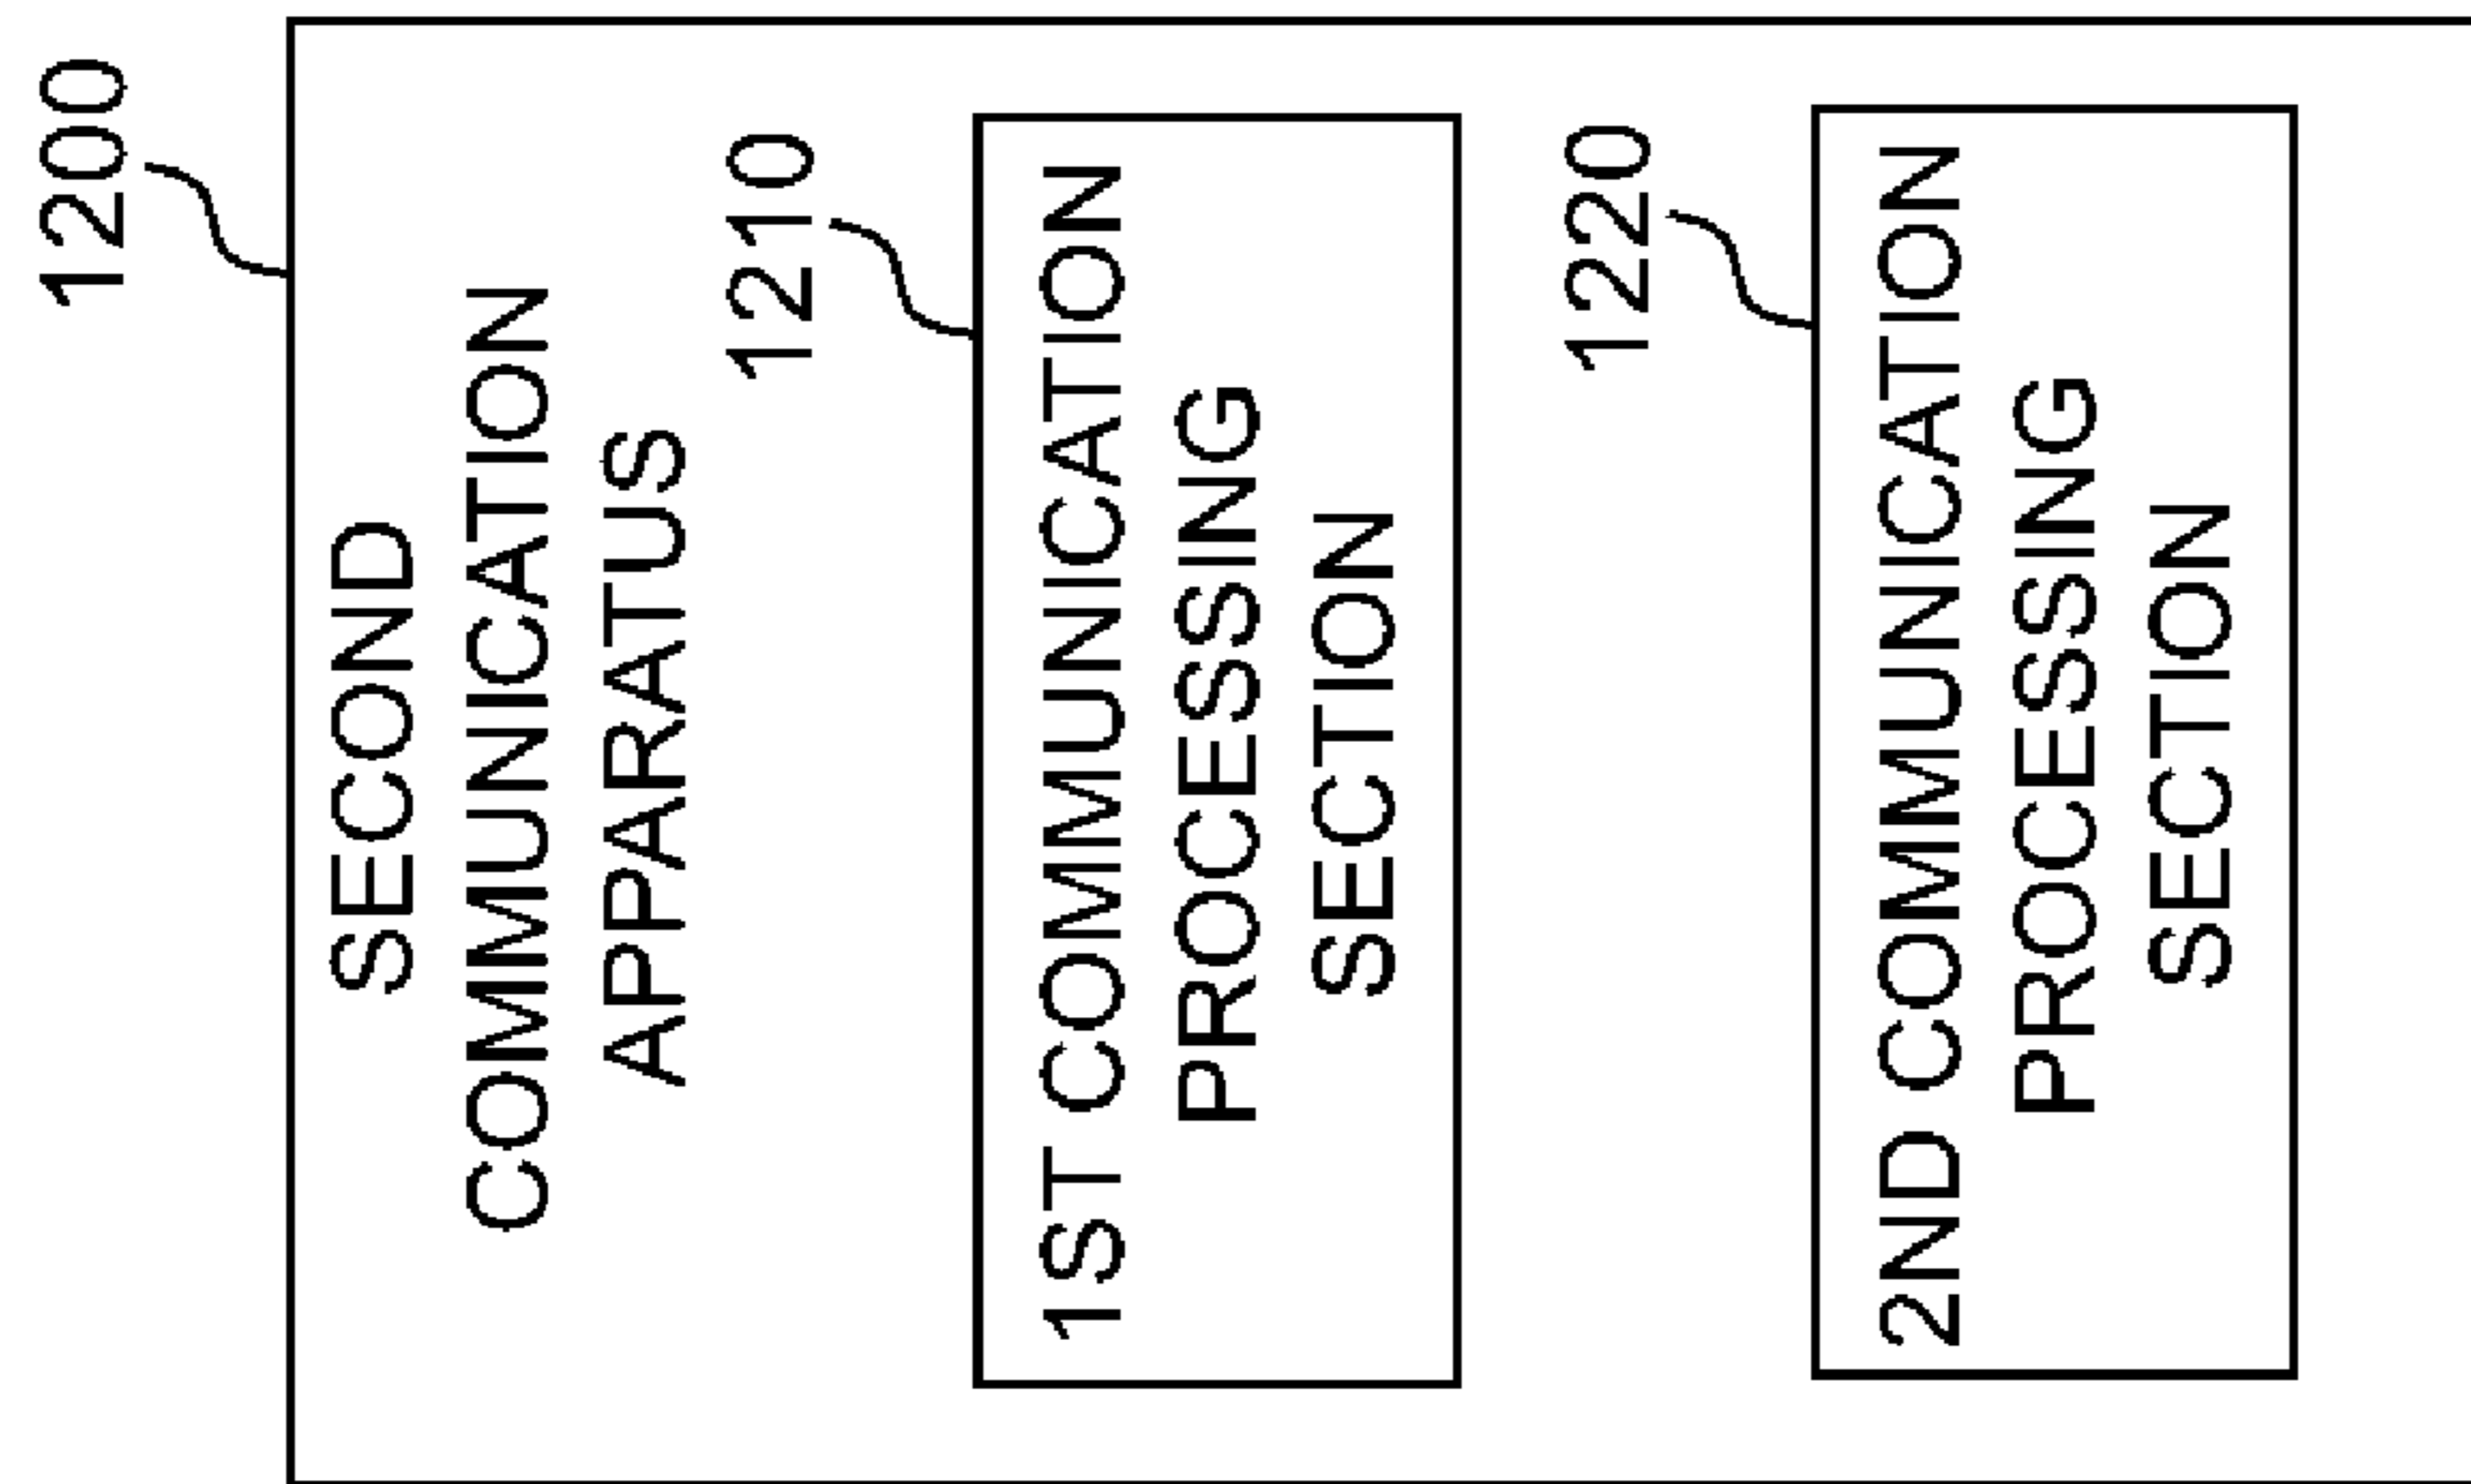 1200
SECOND
COMMUNICATION
APPARATUS
1210
1ST COMMUNICATION
PROCESSING
SECTION
1220
2ND COMMUNICATION
PROCESSING
SECTION